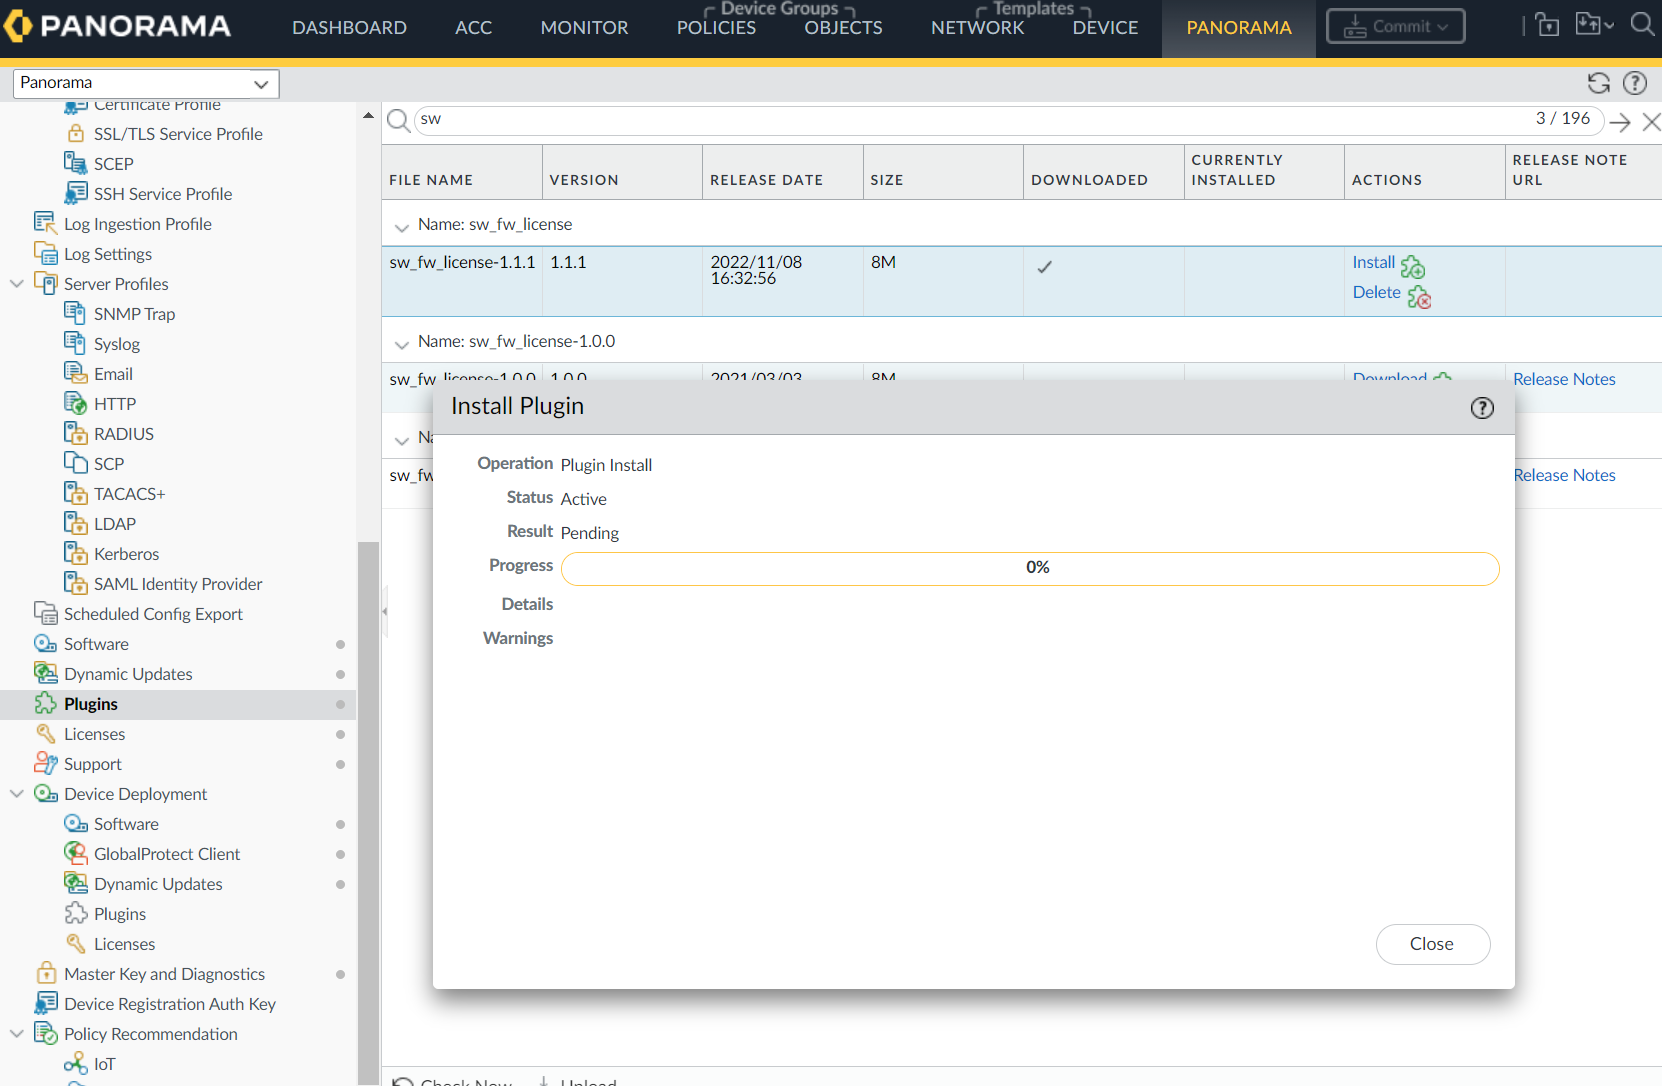 PANORAMA
DASHBOARD
ACC
MONITOR
Device Groups
POLICIES
OBJECTS
Templates
NETWORK
DEVICE
PANORAMA
Commit
Panorama
Certificate Profile
SSL/TLS Service Profile
SCEP
SSH Service Profile
Log Ingestion Profile
Log Settings
Server Profiles
SNMP Trap
Syslog
Email
HTTP
RADIUS
SCP
TACACS+
LDAP
Kerberos
SAML Identity Provider
Scheduled Config Export
Software
Dynamic Updates
Plugins
Licenses
Support
Device Deployment
Software
GlobalProtect Client
Dynamic Updates
Plugins
Licenses
Master Key and Diagnostics
Device Registration Auth Key
Policy Recommendation
IoT
sw
3 / 196
FILE NAME
VERSION
RELEASE DATE
SIZE
DOWNLOADED
CURRENTLY
INSTALLED
ACTIONS
RELEASE NOTE
URL
Name: sw_fw_license
sw_fw_license-1.1.1
1.1.1
2022/11/08
16:32:56
8M
Install
Delete
Name: sw_fw_license-1.0.0
sw_fw_license-1.0.0
1.0.0
2021/03/03
8M
Download
Release Notes
Na
sw_fw
Release Notes
Install Plugin
Operation Plugin Install
Status Active
Result Pending
Progress 0%
Details
Warnings
Close
Check Now
Upload